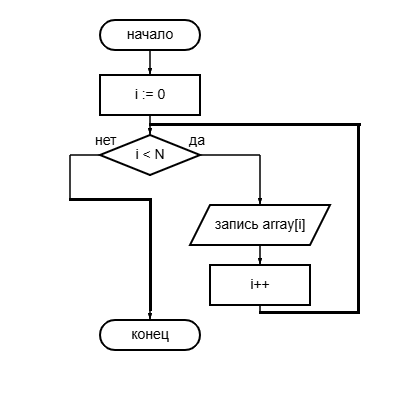 начало
i := 0
нет
да
i < N
запись array[i]
i++
конец